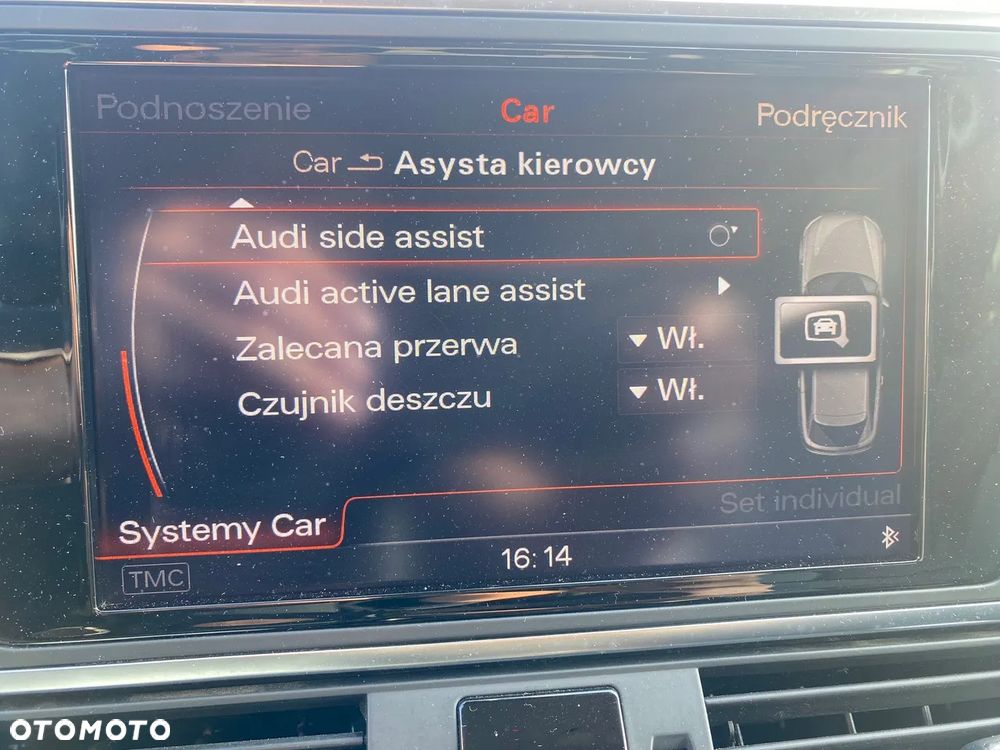 Podnoszenie Car Podręcznik
Car Asysta kierowcy
Audi side assist
Audi active lane assist
Zalecana przerwa Wł.
Czujnik deszczu Wł.
Set individual
Systemy Car
16:14
TMC
OTOMOTO